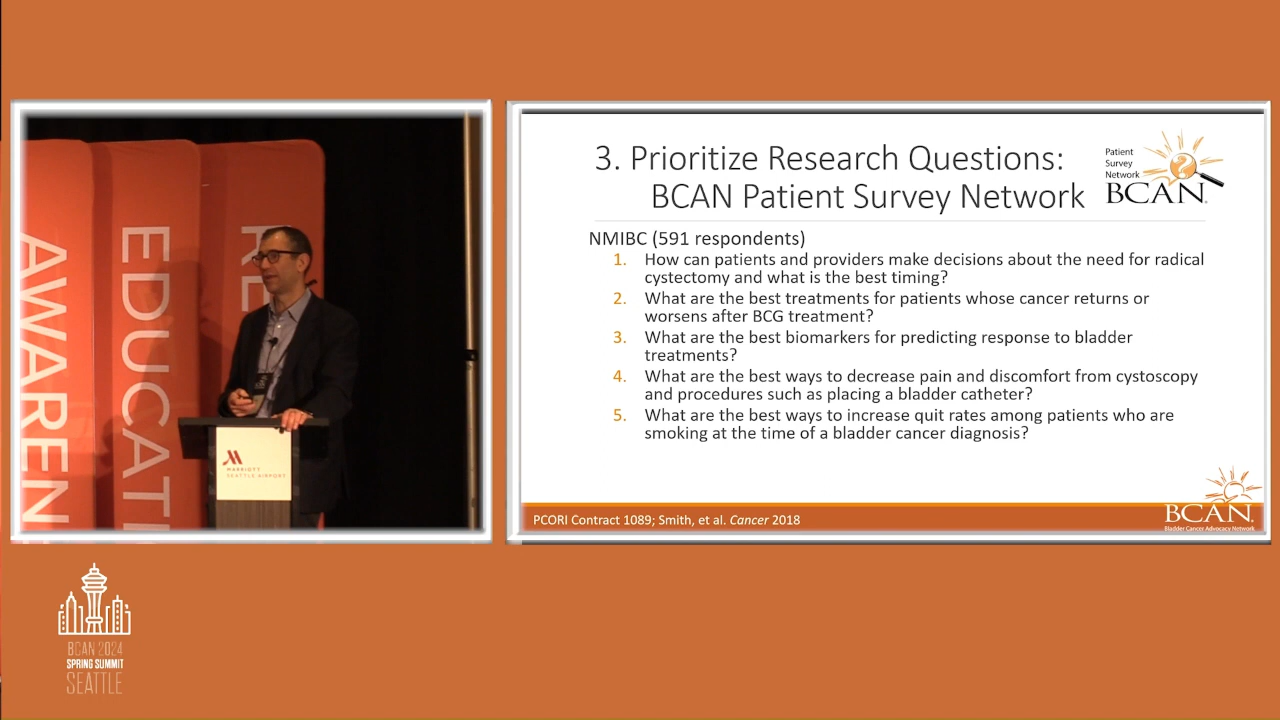 AWAREN
EDUCATI
RE
MARRIOTT
SEATTLE AIRPORT
3. Prioritize Research Questions:
BCAN Patient Survey Network
Patient
Survey
Network
BCAN
NMIBC (591 respondents)
1. How can patients and providers make decisions about the need for radical
cystectomy and what is the best timing?
2. What are the best treatments for patients whose cancer returns or
worsens after BCG treatment?
3. What are the best biomarkers for predicting response to bladder
treatments?
4. What are the best ways to decrease pain and discomfort from cystoscopy
and procedures such as placing a bladder catheter?
5. What are the best ways to increase quit rates among patients who are
smoking at the time of a bladder cancer diagnosis?
PCORI Contract 1089; Smith, et al. Cancer 2018
BCAN
Bladder Cancer Advocacy Network
BCAN 2024
SPRING SUMMIT
SEATTLE